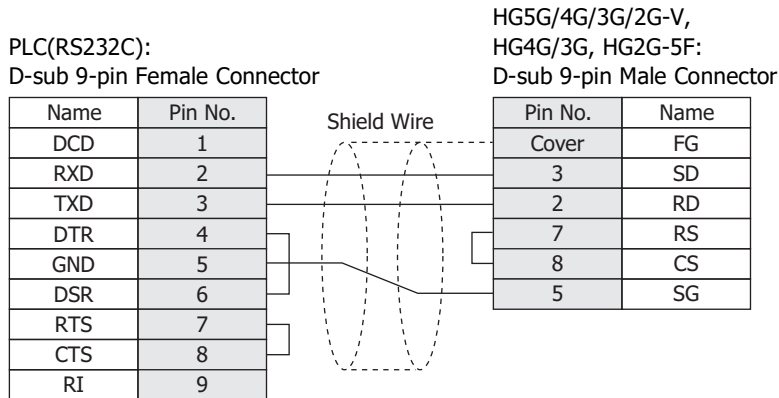 PLC(RS232C):
D-sub 9-pin Female Connector
HG5G/4G/3G/2G-V,
HG4G/3G, HG2G-5F:
D-sub 9-pin Male Connector
Name Pin No.
DCD 1
RXD 2
TXD 3
DTR 4
GND 5
DSR 6
RTS 7
CTS 8
RI 9
Shield Wire
Pin No. Name
Cover FG
3 SD
2 RD
7 RS
8 CS
5 SG